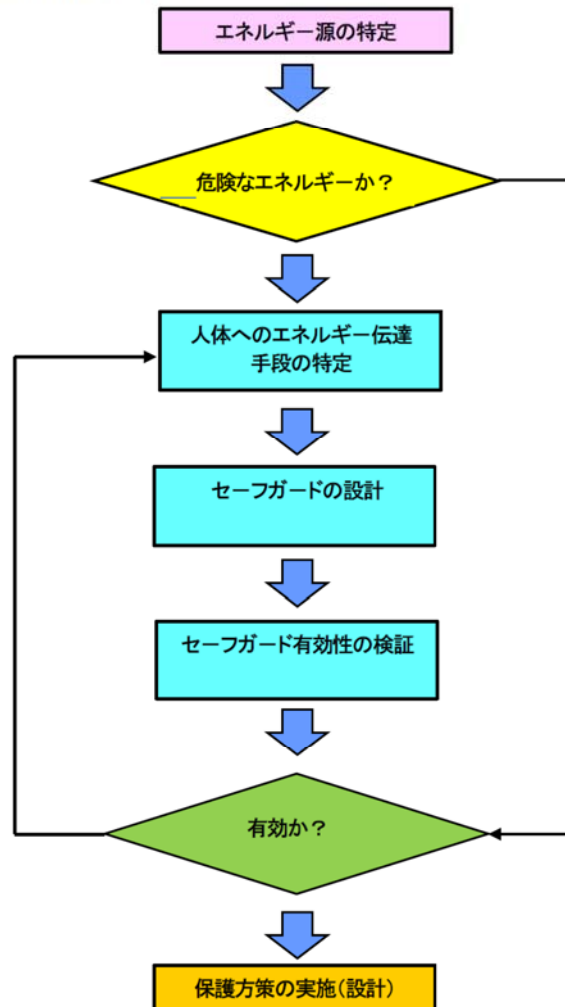 エネルギー源の特定
危険なエネルギーか？
人体へのエネルギー伝達
手段の特定
セーフガードの設計
セーフガード有効性の検証
有効か？
保護方策の実施(設計)